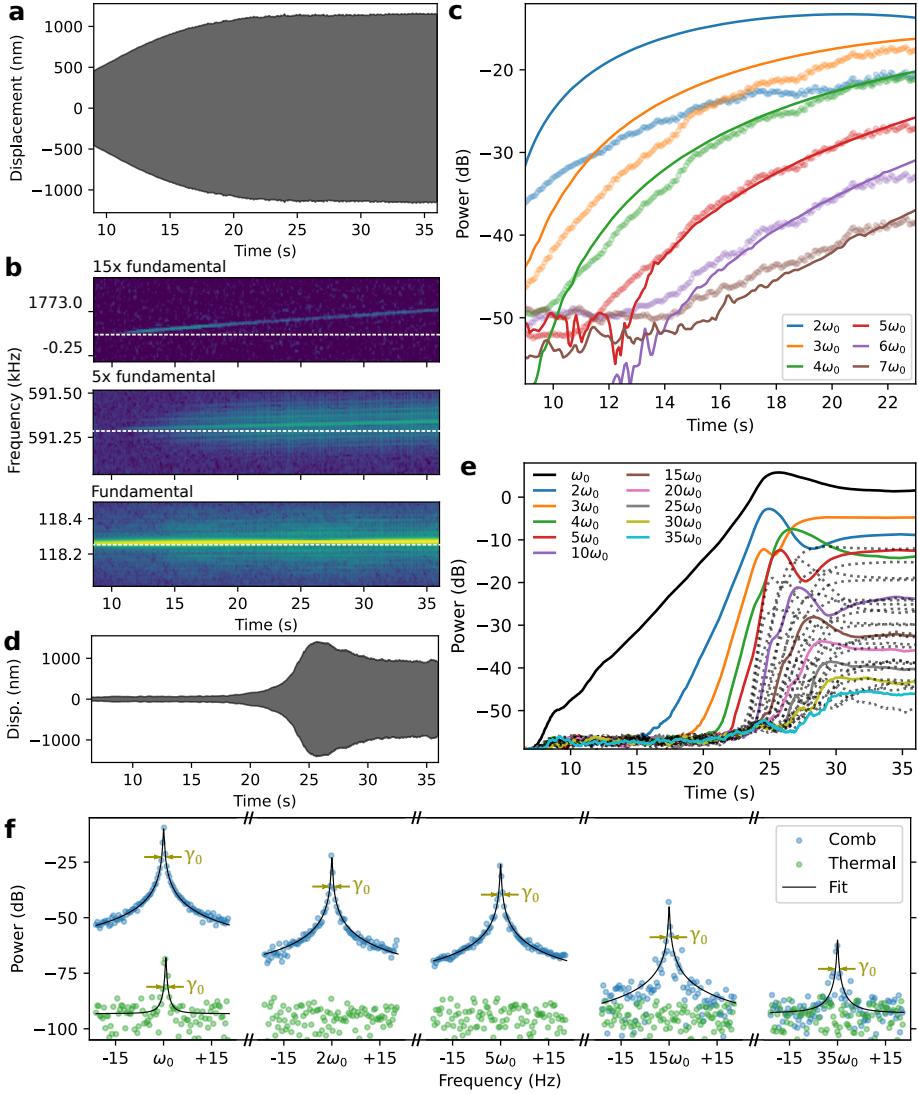 a
Displacement (nm)
1000
500
0
−500
−1000
10
15
20
25
30
35
Time (s)
b
15x fundamental
1773.0
-0.25
5x fundamental
591.50
591.25
Fundamental
118.4
118.2
Frequency (kHz)
10
15
20
25
30
35
Time (s)
c
Power (dB)
−20
−30
−40
−50
10
12
14
16
18
20
22
Time (s)
2ω₀
3ω₀
4ω₀
5ω₀
6ω₀
7ω₀
d
Disp. (nm)
1000
0
−1000
10
15
20
25
30
35
Time (s)
e
Power (dB)
0
−10
−20
−30
−40
−50
10
15
20
25
30
35
Time (s)
ω₀
2ω₀
3ω₀
4ω₀
5ω₀
10ω₀
15ω₀
20ω₀
25ω₀
30ω₀
35ω₀
f
Power (dB)
−25
−50
−75
−100
γ₀
γ₀
γ₀
γ₀
γ₀
γ₀
Comb
Thermal
Fit
-15 ω₀ +15
-15 2ω₀ +15
-15 5ω₀ +15
-15 15ω₀ +15
-15 35ω₀ +15
Frequency (Hz)